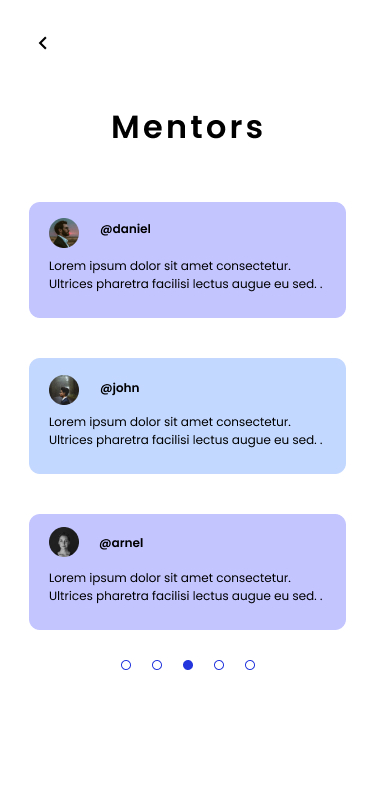 Mentors
@daniel
Lorem ipsum dolor sit amet consectetur.
Ultrices pharetra facilisi lectus augue eu sed. .
@john
Lorem ipsum dolor sit amet consectetur.
Ultrices pharetra facilisi lectus augue eu sed. .
@arnel
Lorem ipsum dolor sit amet consectetur.
Ultrices pharetra facilisi lectus augue eu sed. .